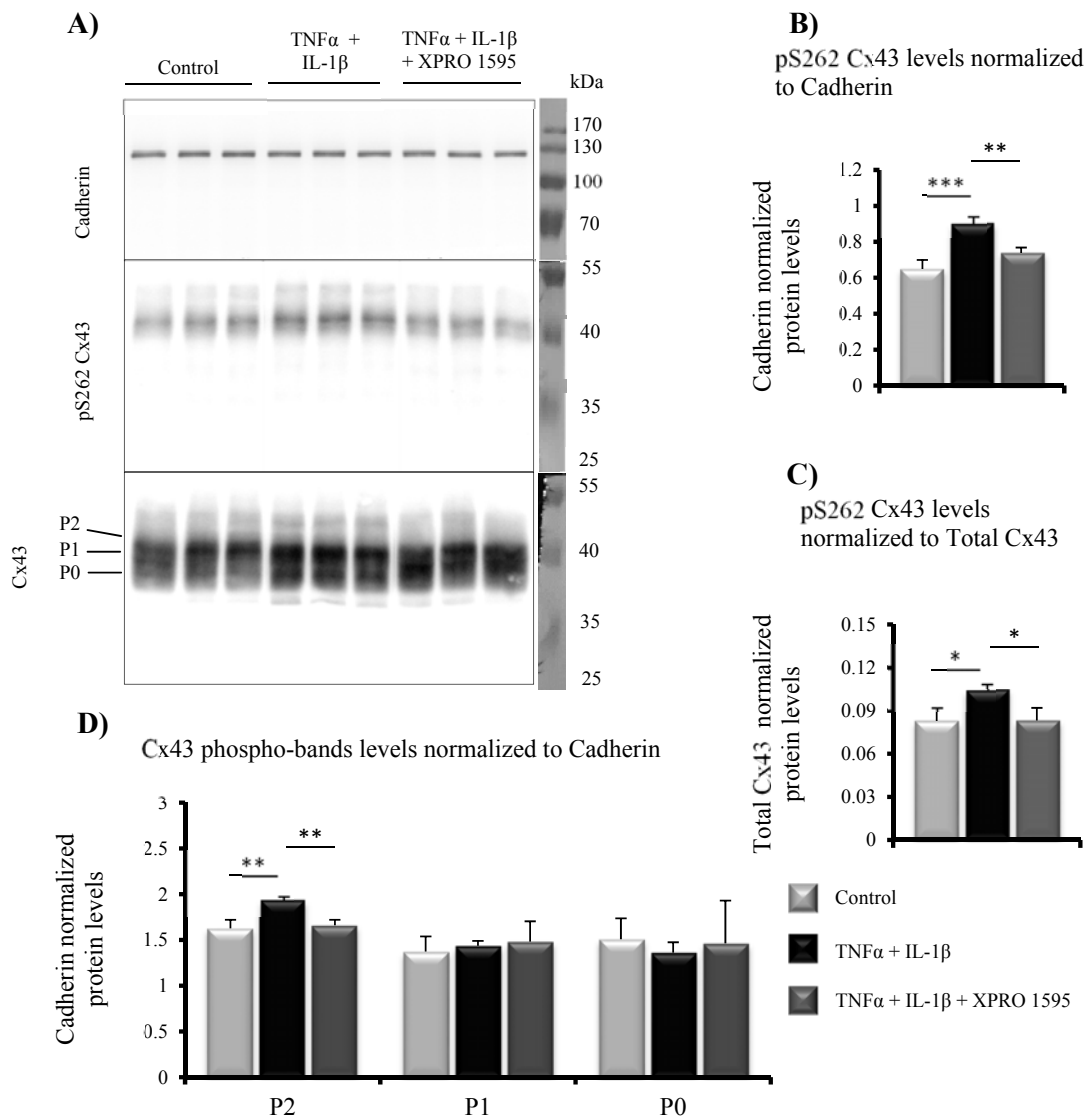 A)
Control
TNFα +
IL-1β
TNFα + IL-1β
+ XPRO 1595
kDa
Cadherin
170
130
100
70
pS262 Cx43
55
40
35
25
Cx43
P2
P1
P0
55
40
35
25
B)
pS262 Cx43 levels normalized
to Cadherin
Cadherin normalized
protein levels
1.2
1
0.8
0.6
0.4
0.2
0
***
**
C)
pS262 Cx43 levels
normalized to Total Cx43
Total Cx43 normalized
protein levels
0.15
0.12
0.09
0.06
0.03
0
*
*
D)
Cx43 phospho-bands levels normalized to Cadherin
Cadherin normalized
protein levels
3
2.5
2
1.5
1
0.5
0
**
**
P2
P1
P0
Control
TNFα + IL-1β
TNFα + IL-1β + XPRO 1595